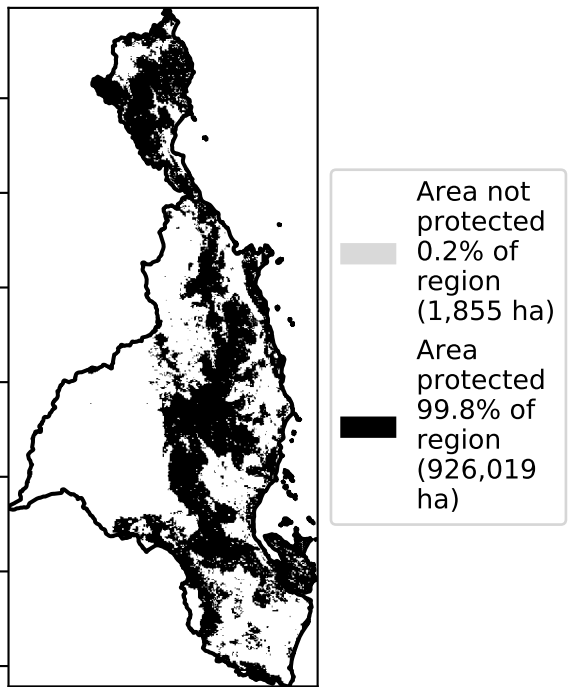 Area not
protected
0.2% of
region
(1,855 ha)
Area
protected
99.8% of
region
(926,019
ha)